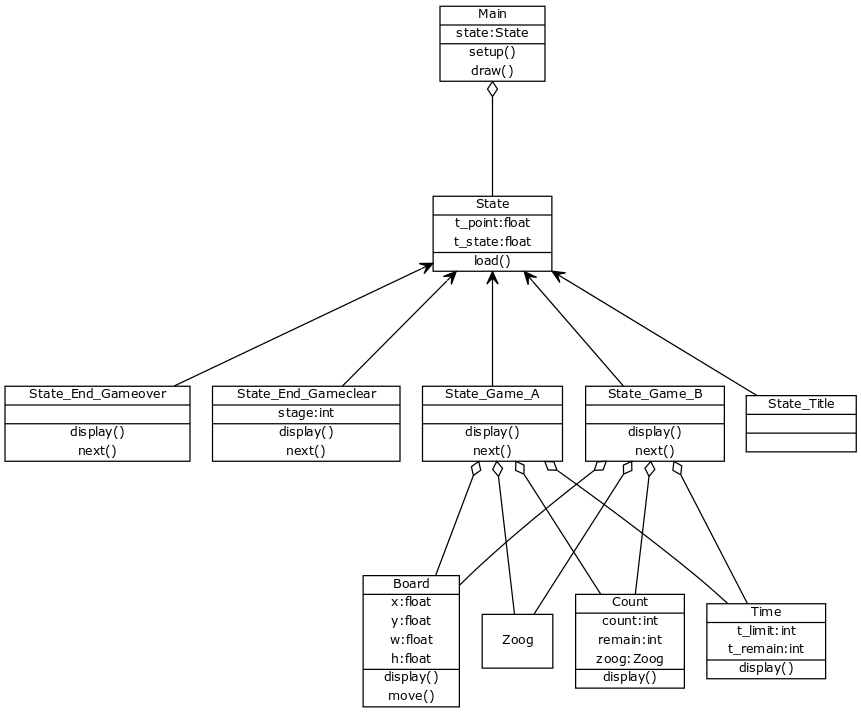 Main
state:State
setup()
draw()
State
t_point:float
t_state:float
load()
State_End_Gameover
display()
next()
State_End_Gameclear
stage:int
display()
next()
State_Game_A
display()
next()
State_Game_B
display()
next()
State_Title
Board
x:float
y:float
w:float
h:float
display()
move()
Zoog
Count
count:int
remain:int
zoog:Zoog
display()
Time
t_limit:int
t_remain:int
display()